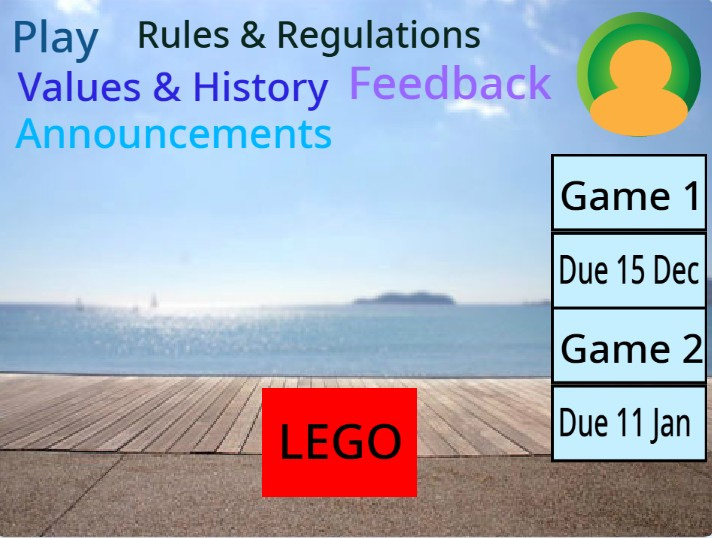 Play Rules & Regulations
Values & History Feedback
Announcements
Game 1
Due 15 Dec
Game 2
Due 11 Jan
LEGO